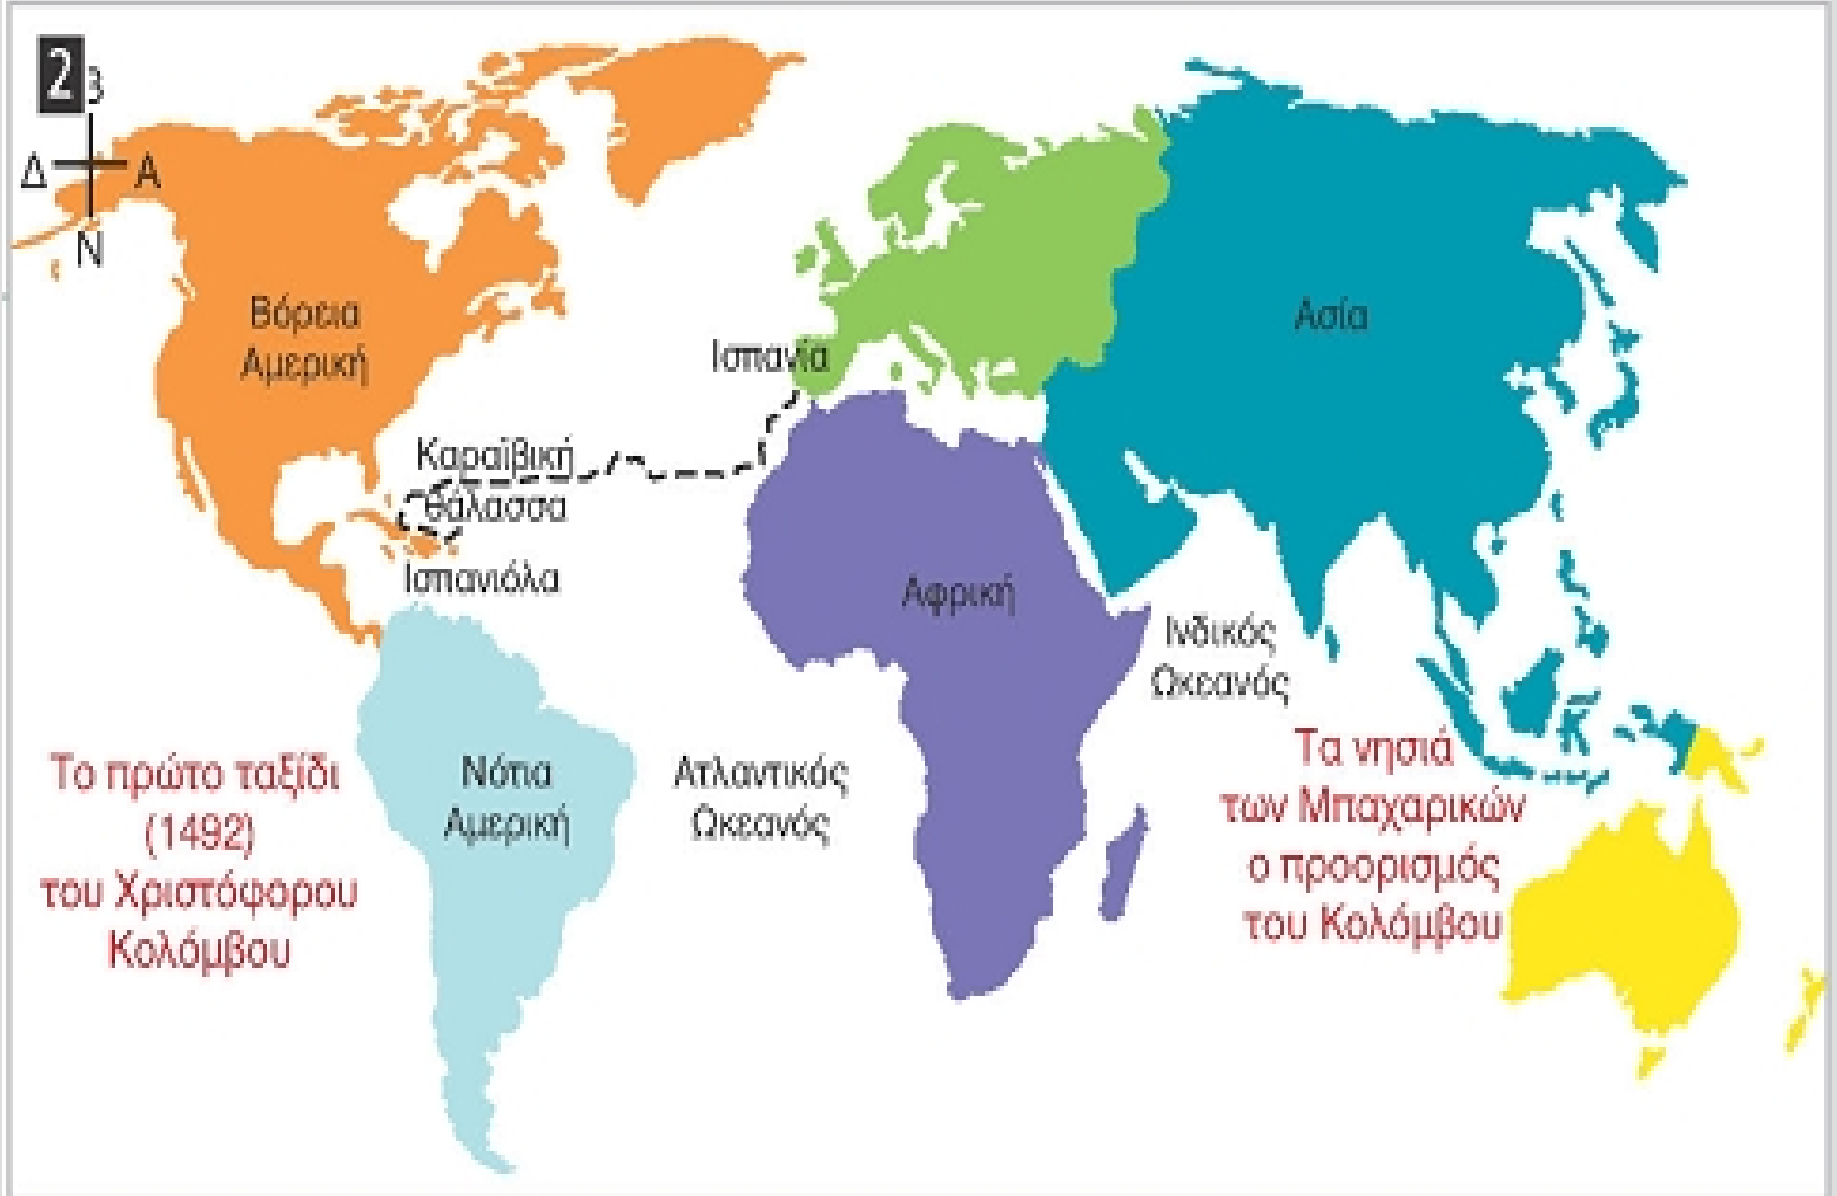 2
Β
Δ
Α
Ν
Βόρεια
Αμερική
Ισπανία
Ασία
Καραϊβική
θάλασσα
Ισπανιόλα
Αφρική
Ινδικός
Ωκεανός
Νότια
Αμερική
Ατλαντικός
Ωκεανός
Το πρώτο ταξίδι
(1492)
του Χριστόφορου
Κολόμβου
Τα νησιά
των Μπαχαρικών
ο προορισμός
του Κολόμβου